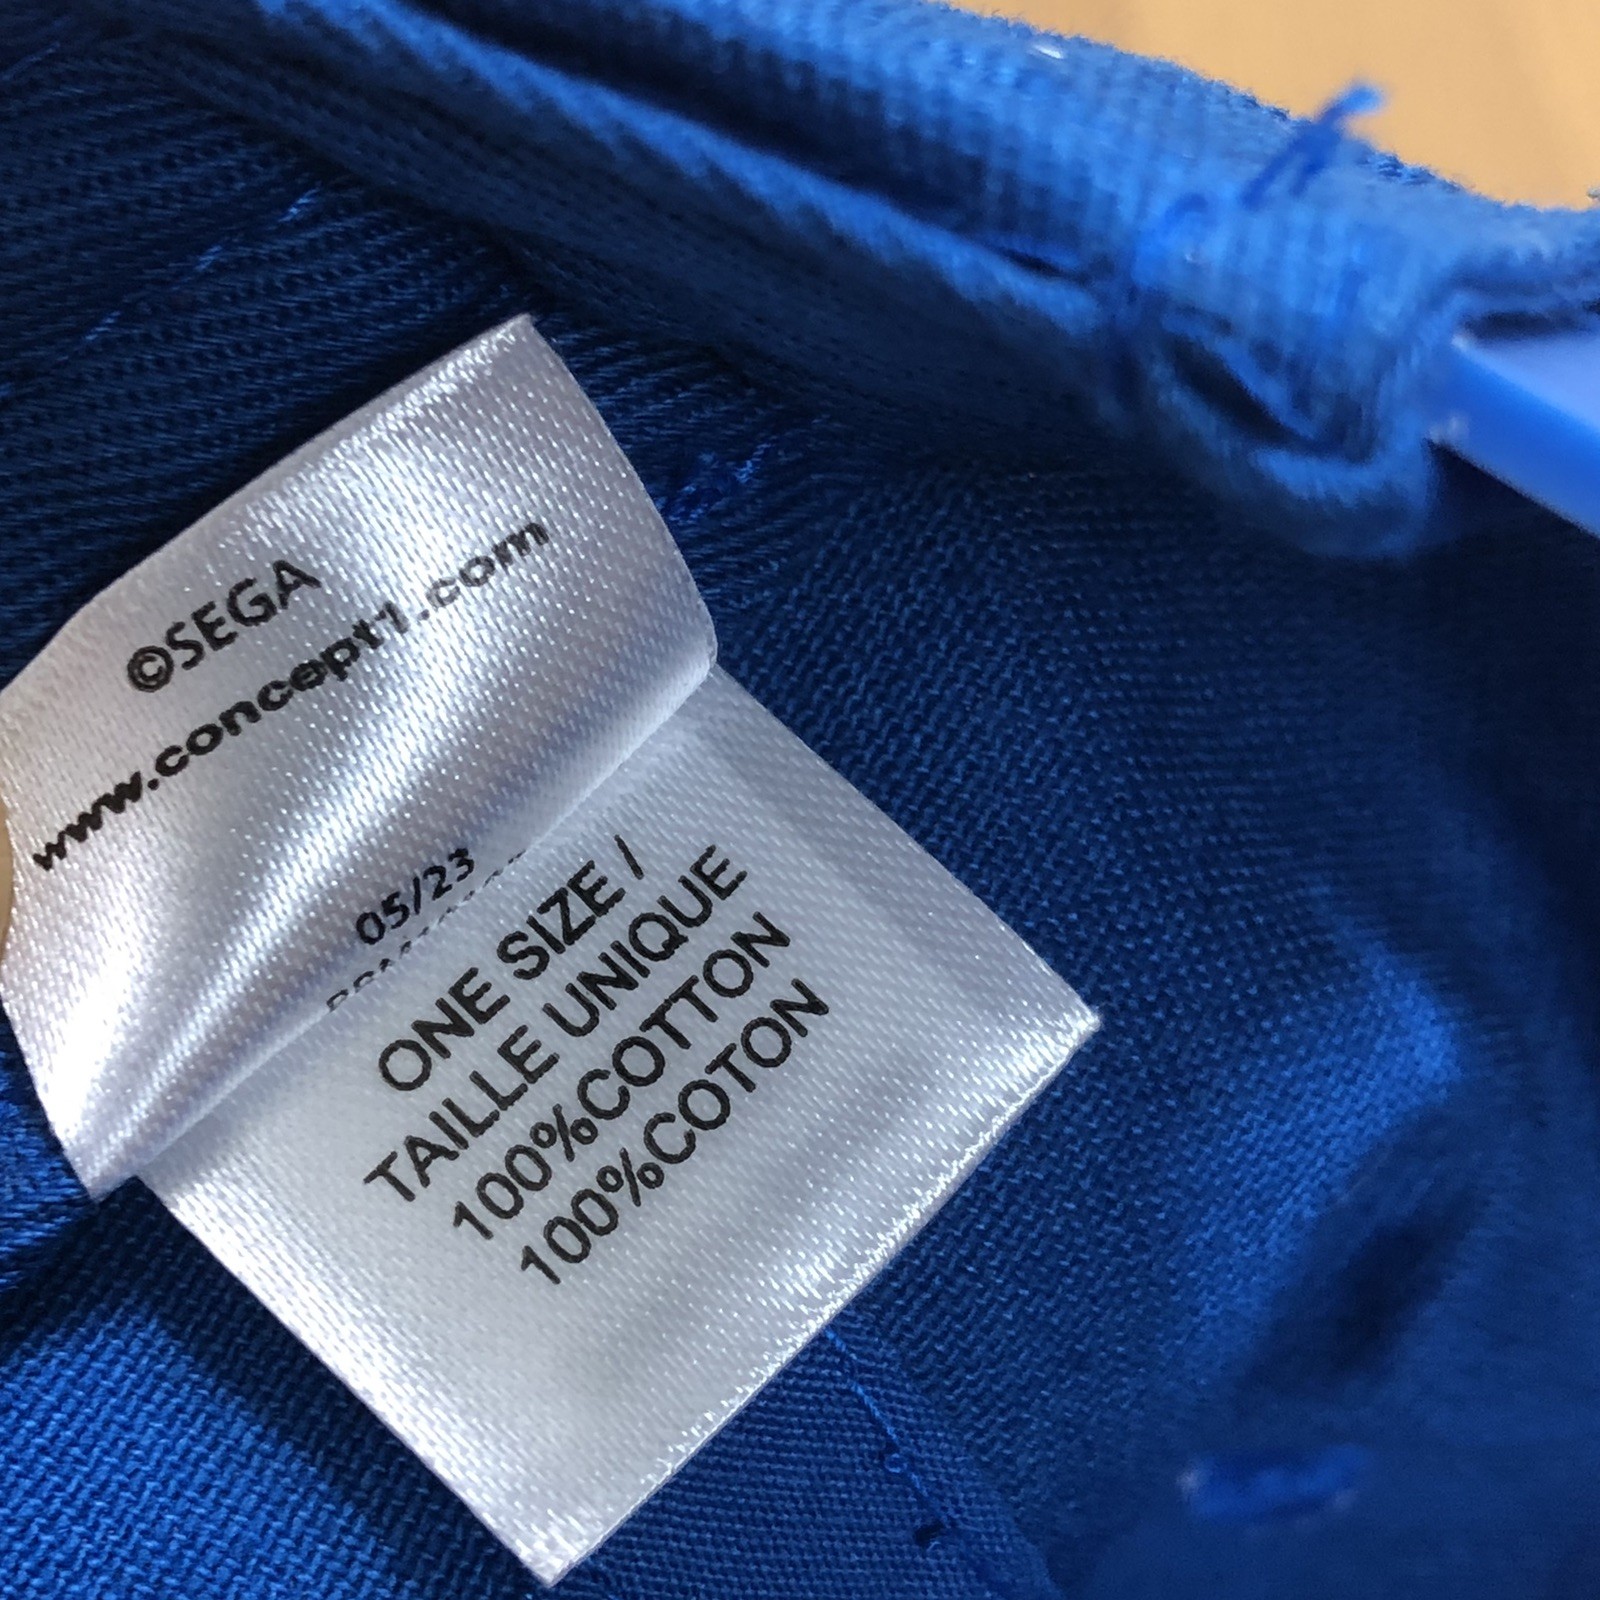 ©SEGA
www.concept1.com
05/23
ONE SIZE /
TAILLE UNIQUE
100%COTTON
100%COTON